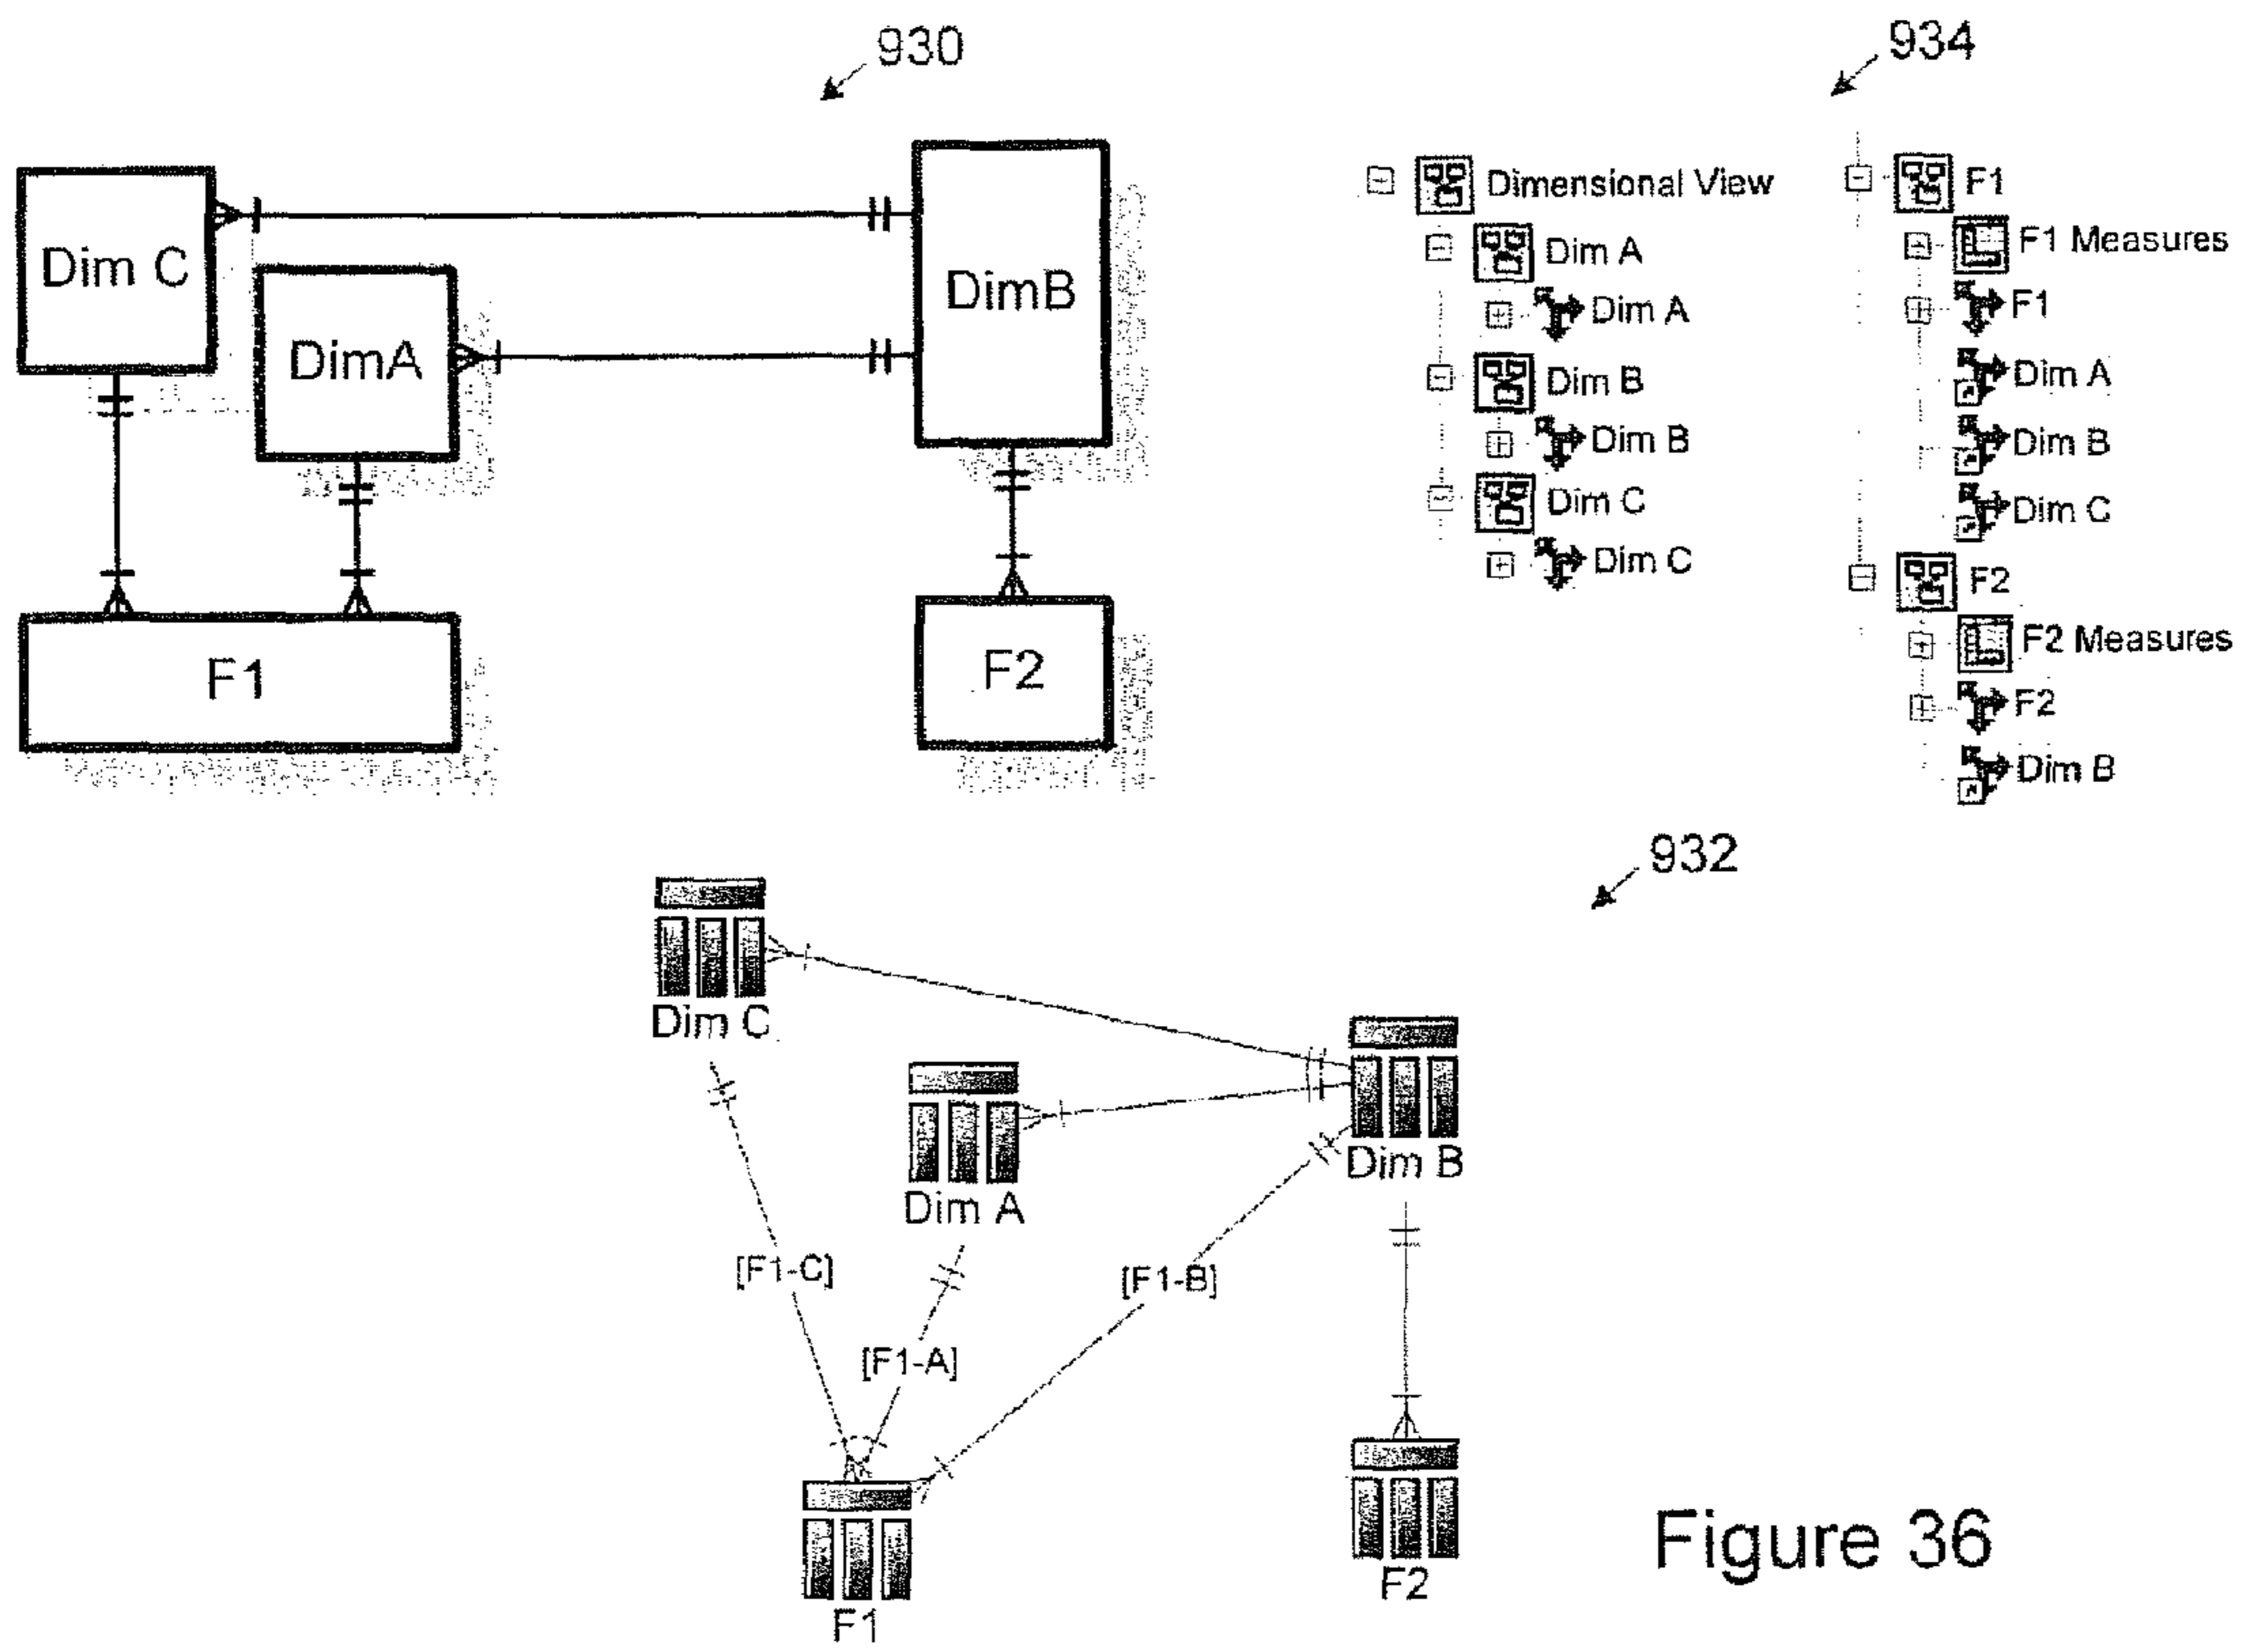 930
Dim C
DimA
DimB
F1
F2
934
Dimensional View
Dim A
Dim A
Dim B
Dim B
Dim C
Dim C
F1
F1 Measures
F1
Dim A
Dim B
Dim C
F2
F2 Measures
F2
Dim B
932
Dim C
Dim A
Dim B
[F1-C]
[F1-A]
[F1-B]
F1
F2
Figure 36